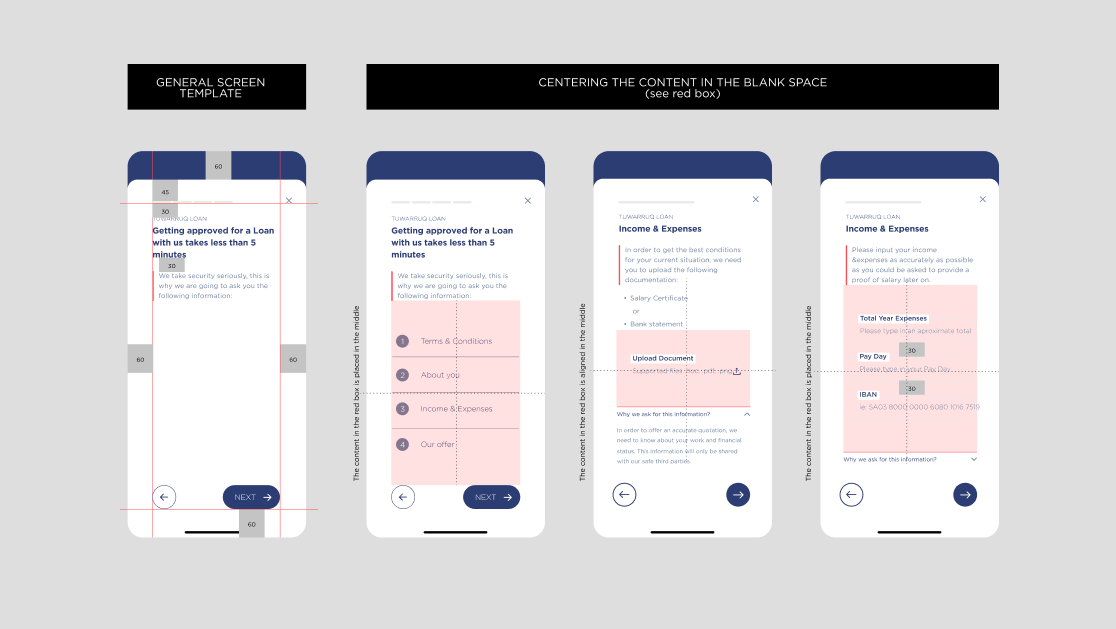 GENERAL SCREEN
TEMPLATE
CENTERING THE CONTENT IN THE BLANK SPACE
(see red box)
60
45
30
TUWARRUQ LOAN
Getting approved for a Loan
with us takes less than 5
minutes
30
We take security seriously, this is
why we are going to ask you the
following information:
60
60
NEXT
60
The content in the red box is placed in the middle
TUWARRUQ LOAN
Getting approved for a Loan
with us takes less than 5
minutes
We take security seriously, this is
why we are going to ask you the
following information:
1 Terms & Conditions
2 About you
3 Income & Expenses
4 Our offer
NEXT
The content in the red box is aligned in the middle
TUWARRUQ LOAN
Income & Expenses
In order to get the best conditions
for your current situation, we need
you to upload the following
documentation:
• Salary Certificate
or
• Bank statement
Upload Document
Supported files .doc, .pdf, .png
Why we ask for this information?
In order to offer an accurate quotation, we
need to know about your work and financial
status. This information will only be shared
with our safe third parties.
The content in the red box is placed in the middle
TUWARRUQ LOAN
Income & Expenses
Please input your income
&expenses as accurately as possible
as you could be asked to provide a
proof of salary later on.
Total Year Expenses
Please type in an aproximate total
30
Pay Day
Please type in your Pay Day
30
IBAN
ie: SA03 8000 0000 6080 1016 7519
Why we ask for this information?